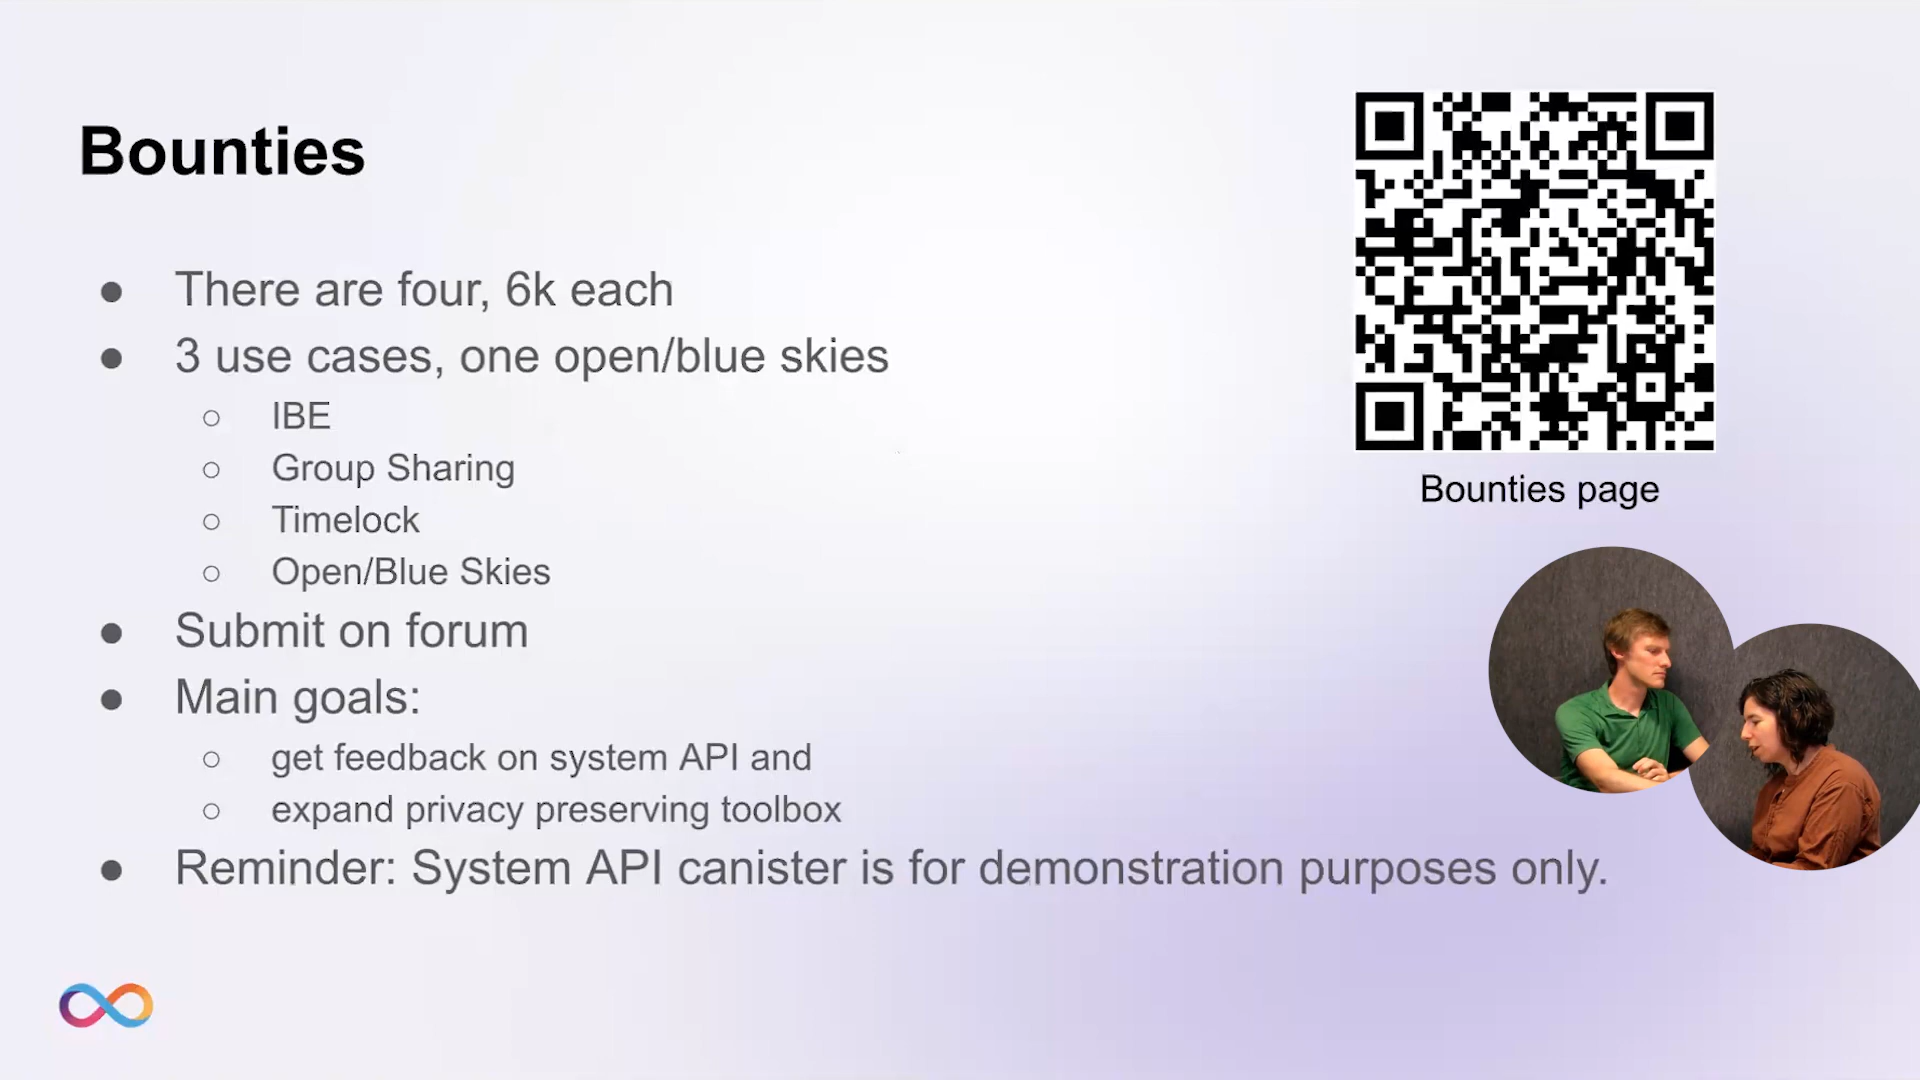 Bounties
● There are four, 6k each
● 3 use cases, one open/blue skies
○ IBE
○ Group Sharing
○ Timelock
○ Open/Blue Skies
● Submit on forum
● Main goals:
○ get feedback on system API and
○ expand privacy preserving toolbox
● Reminder: System API canister is for demonstration purposes only.
Bounties page